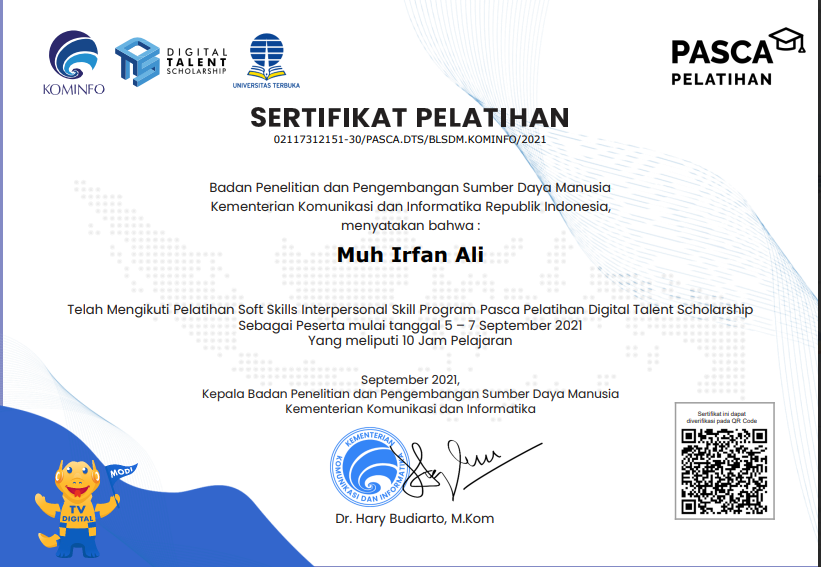 KOMINFO
DIGITAL
TALENT
SCHOLARSHIP
UNIVERSITAS TERBUKA
PASCA
PELATIHAN
SERTIFIKAT PELATIHAN
02117312151-30/PASCA.DTS/BLSDM.KOMINFO/2021
Badan Penelitian dan Pengembangan Sumber Daya Manusia
Kementerian Komunikasi dan Informatika Republik Indonesia,
menyatakan bahwa :
Muh Irfan Ali
Telah Mengikuti Pelatihan Soft Skills Interpersonal Skill Program Pasca Pelatihan Digital Talent Scholarship
Sebagai Peserta mulai tanggal 5 – 7 September 2021
Yang meliputi 10 Jam Pelajaran
September 2021,
Kepala Badan Penelitian dan Pengembangan Sumber Daya Manusia
Kementerian Komunikasi dan Informatika
KEMENTERIAN
KOMUNIKASI DAN INFORMATIKA
Dr. Hary Budiarto, M.Kom
Sertifikat ini dapat
diverifikasi pada QR Code
MODI
TV
DIGITAL